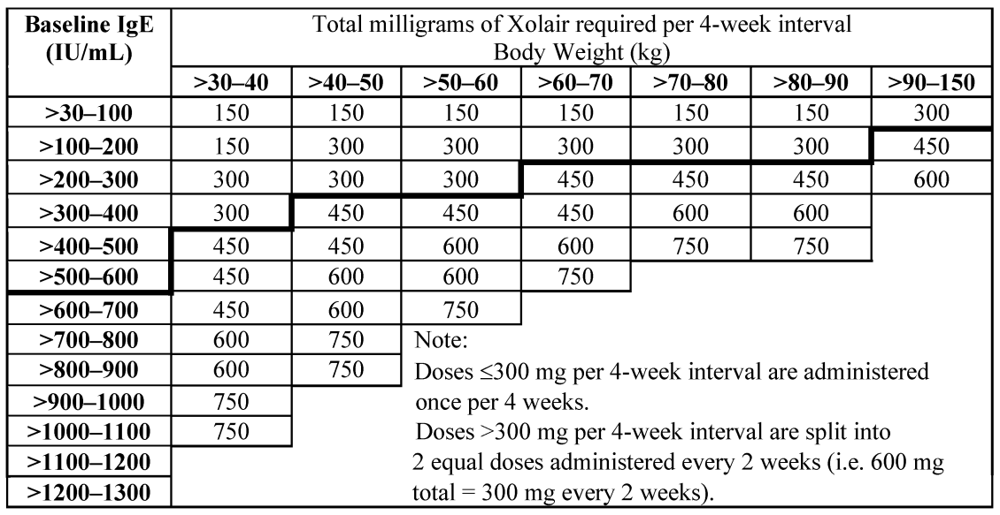 Baseline IgE (IU/mL) Total milligrams of Xolair required per 4-week interval
Body Weight (kg)
>30–40 >40–50 >50–60 >60–70 >70–80 >80–90 >90–150
>30–100 150 150 150 150 150 150 300
>100–200 150 300 300 300 300 300 450
>200–300 300 300 300 450 450 450 600
>300–400 300 450 450 450 600 600
>400–500 450 450 600 600 750 750
>500–600 450 600 600 750
>600–700 450 600 750
>700–800 600 750
>800–900 600 750
>900–1000 750
>1000–1100 750
>1100–1200
>1200–1300
Note:
Doses ≤300 mg per 4-week interval are administered
once per 4 weeks.
Doses >300 mg per 4-week interval are split into
2 equal doses administered every 2 weeks (i.e. 600 mg
total = 300 mg every 2 weeks).